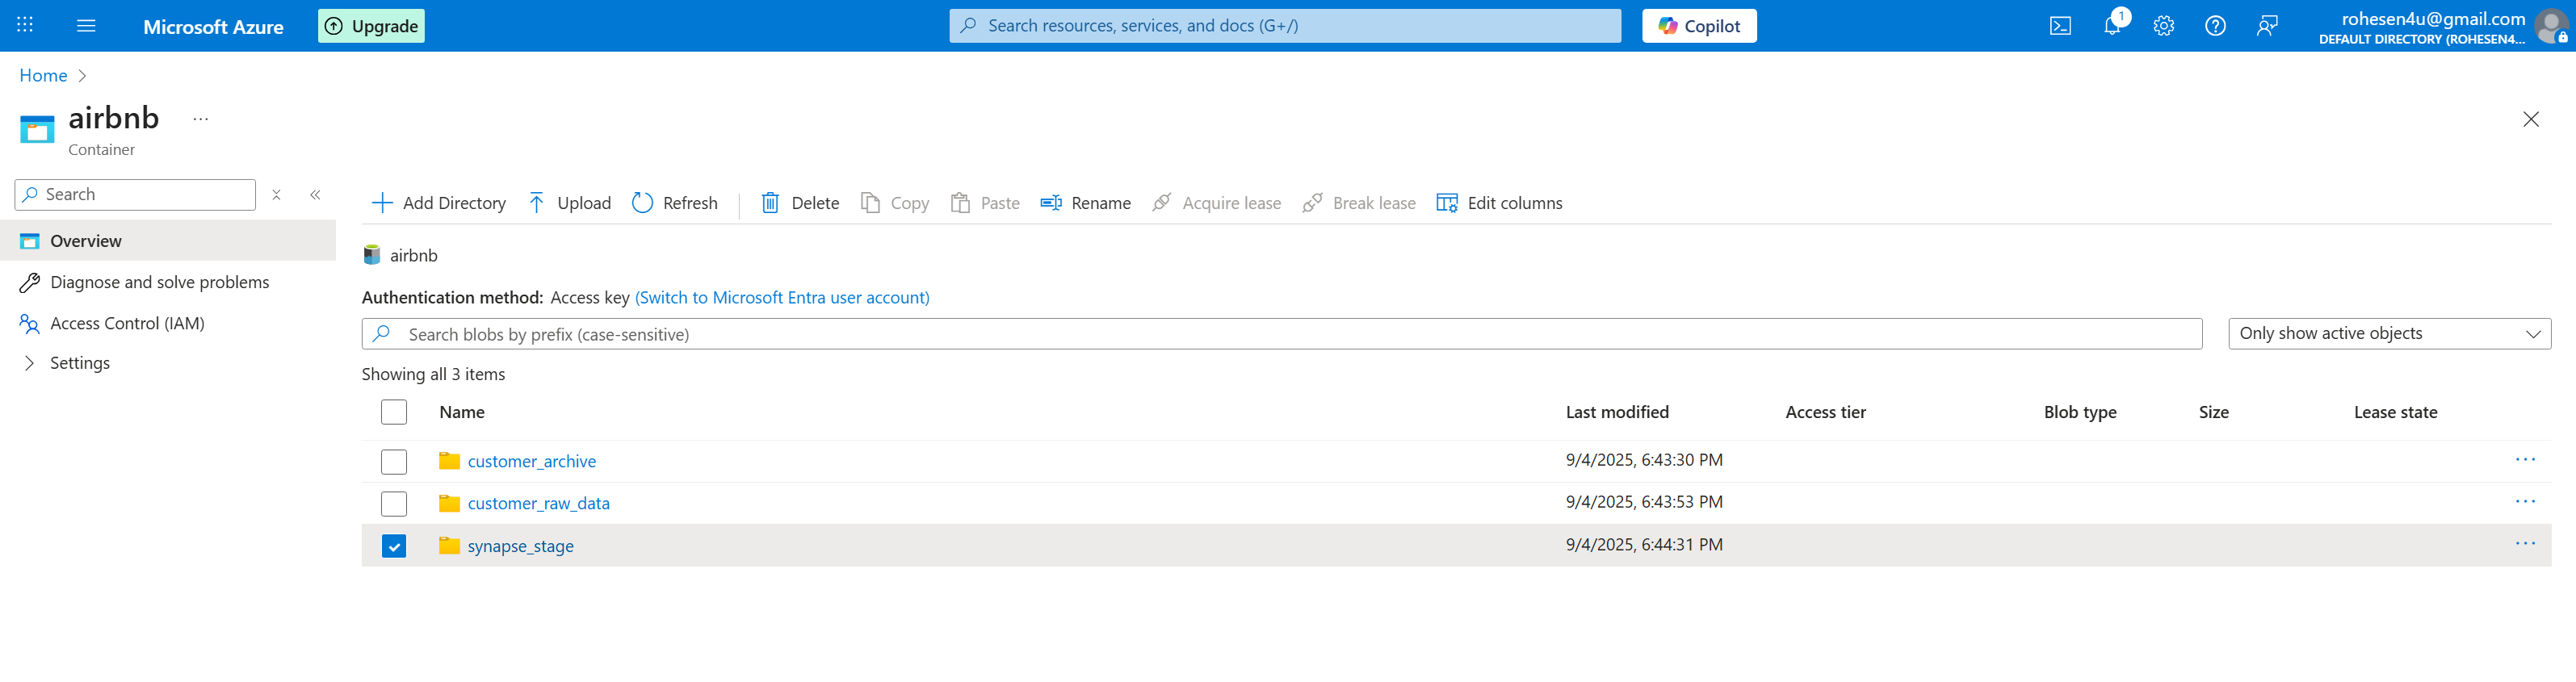 Microsoft Azure
Upgrade
Search resources, services, and docs (G+/)
Copilot
1
rohesen4u@gmail.com
DEFAULT DIRECTORY (ROHESEN4...
Home
airbnb
...
Container
Search
Add Directory
Upload
Refresh
Delete
Copy
Paste
Rename
Acquire lease
Break lease
Edit columns
Overview
Diagnose and solve problems
Access Control (IAM)
Settings
airbnb
Authentication method: Access key (Switch to Microsoft Entra user account)
Search blobs by prefix (case-sensitive)
Only show active objects
Showing all 3 items
Name Last modified Access tier Blob type Size Lease state
customer_archive 9/4/2025, 6:43:30 PM ...
customer_raw_data 9/4/2025, 6:43:53 PM ...
synapse_stage 9/4/2025, 6:44:31 PM ...